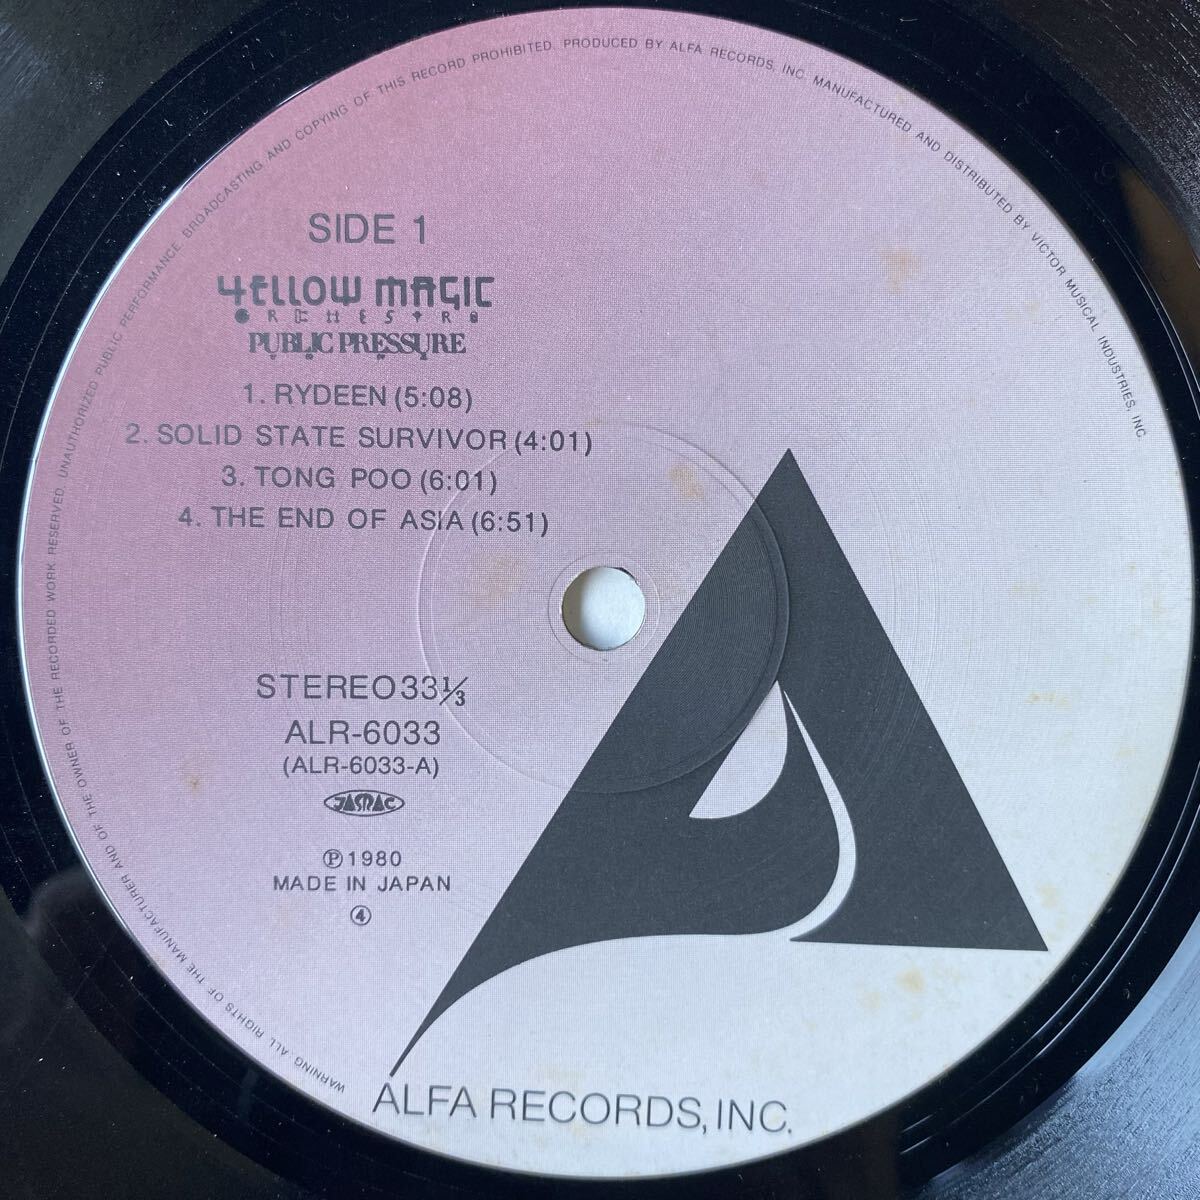 SIDE 1
YELLOW MAGIC
ORCHESTRA
PUBLIC PRESSURE
1. RYDEEN (5:08)
2. SOLID STATE SURVIVOR (4:01)
3. TONG POO (6:01)
4. THE END OF ASIA (6:51)
STEREO 33⅓
ALR-6033
(ALR-6033-A)
JASRAC
Ⓟ1980
MADE IN JAPAN
④
ALFA RECORDS, INC.
WARNING. ALL RIGHTS OF THE MANUFACTURER AND OF THE OWNER OF THE RECORDED WORK RESERVED. UNAUTHORIZED PUBLIC PERFORMANCE BROADCASTING AND COPYING OF THIS RECORD PROHIBITED. PRODUCED BY ALFA RECORDS, INC. MANUFACTURED AND DISTRIBUTED BY VICTOR MUSICAL INDUSTRIES, INC.